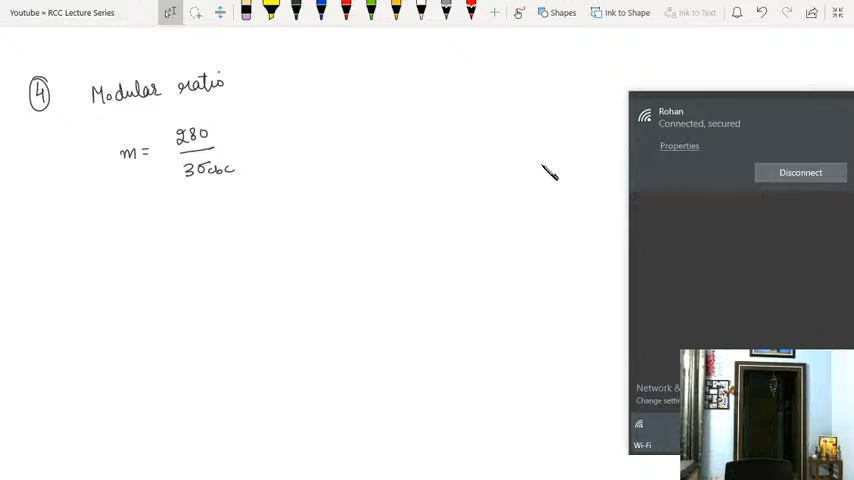 Youtube » RCC Lecture Series
Shapes
Ink to Shape
Ink to Text
④ Modular ratio
m = 280
3σcbc
Rohan
Connected, secured
Properties
Disconnect
Network &
Change setti
Wi-Fi